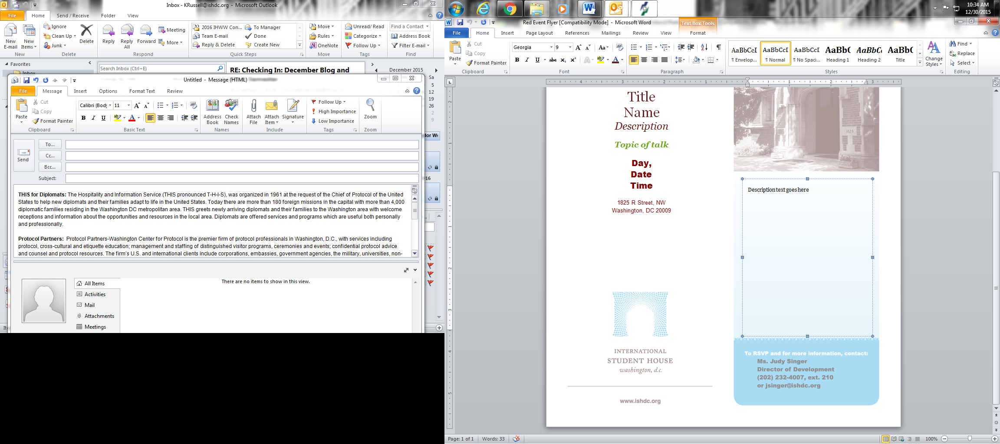 Inbox - KRussell@ishdc.org - Microsoft Outlook
File Home Send / Receive Folder View
New E-mail
New Items
New
Ignore
Clean Up
Junk
Delete
Delete
Reply
Reply All
Forward
Meeting
More
Respond
2016 IHWW Con...
To Manager
Team E-mail
Done
Reply & Delete
Create New
Quick Steps
Move
Rules
OneNote
Move
Unread/ Read
Categorize
Follow Up
Tags
Find a Contact
Address Book
Filter E-mail
Find
Favorites
Inbox
Search Inbox (Ctrl+E)
RE: Checking In: December Blog and
December 2015
Sa
5
12
19
26
2
9
Untitled - Message (HTML)
File Message Insert Options Format Text Review
Paste
Cut
Copy
Format Painter
Clipboard
Calibri (Body 11
B I U
Basic Text
Address Book
Check Names
Names
Attach File
Attach Item
Signature
Include
Follow Up
High Importance
Low Importance
Tags
Zoom
Zoom
Send
To...
Cc...
Bcc...
Subject:
THIS for Diplomats: The Hospitality and Information Service (THIS pronounced T-H-I-S), was organized in 1961 at the request of the Chief of Protocol of the United
States to help new diplomats and their families adapt to life in the United States. Today there are more than 180 foreign missions in the capital with more than 4,000
diplomatic families residing in the Washington DC metropolitan area. THIS greets newly arriving diplomats and their families to the Washington area with welcome
receptions and information about the opportunities and resources in the local area. Diplomats are offered services and programs which are useful both personally
and professionally.
Protocol Partners: Protocol Partners-Washington Center for Protocol is the premier firm of protocol professionals in Washington, D.C., with services including
protocol, cross-cultural and etiquette education; management and staffing of distinguished visitor programs, ceremonies and events; confidential protocol advice
and counsel and protocol resources. The firm's U.S. and international clients include corporations, embassies, government agencies, the military, universities, non-
All Items
Activities
Mail
Attachments
Meetings
There are no items to show in this view.
10:34 AM
12/30/2015
Red Event Flyer [Compatibility Mode] - Microsoft Word
Text Box Tools
File Home Insert Page Layout References Mailings Review View Format
Paste
Cut
Copy
Format Painter
Clipboard
Georgia 9
B I U abc x₂ x²
Font
Paragraph
AaBbCcI AaBbCcI AaBbCcI AaBbC AaBbCc AaBbC
¶ Envelop... ¶ Normal ¶ No Spaci... Heading 1 Heading 2 Title
Change Styles
Styles
Find
Replace
Select
Editing
Title
Name
Description
Topic of talk
Day,
Date
Time
1825 R Street, NW
Washington, DC 20009
INTERNATIONAL
STUDENT HOUSE
washington, d.c.
www.ishdc.org
1825
Description text goes here
To RSVP and for more information, contact:
Ms. Judy Singer
Director of Development
(202) 232-4007, ext. 210
or jsinger@ishdc.org
Page: 1 of 1 Words: 33
100%